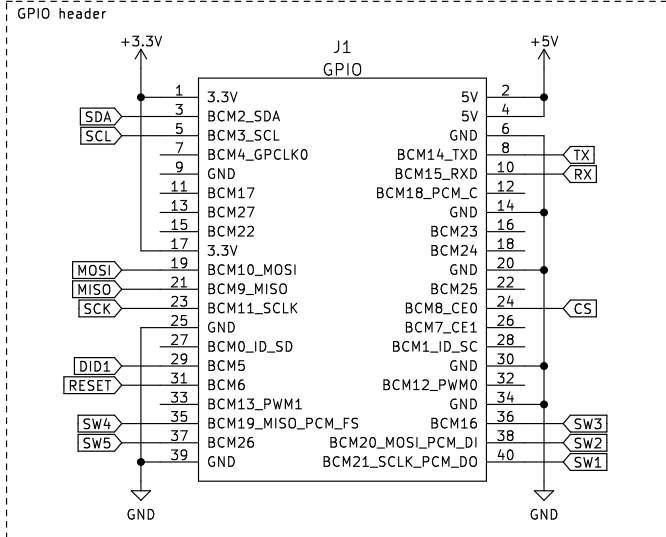 GPIO header
+3.3V J1 +5V
GPIO
1 3.3V 5V 2
SDA 3 BCM2_SDA 5V 4
SCL 5 BCM3_SCL GND 6
7 BCM4_GPCLK0 BCM14_TXD 8 TX
9 GND BCM15_RXD 10 RX
11 BCM17 BCM18_PCM_C 12
13 BCM27 GND 14
15 BCM22 BCM23 16
17 3.3V BCM24 18
MOSI 19 BCM10_MOSI GND 20
MISO 21 BCM9_MISO BCM25 22
SCK 23 BCM11_SCLK BCM8_CE0 24 CS
25 GND BCM7_CE1 26
27 BCM0_ID_SD BCM1_ID_SC 28
DID1 29 BCM5 GND 30
RESET 31 BCM6 BCM12_PWM0 32
33 BCM13_PWM1 GND 34
SW4 35 BCM19_MISO_PCM_FS BCM16 36 SW3
SW5 37 BCM26 BCM20_MOSI_PCM_DI 38 SW2
39 GND BCM21_SCLK_PCM_DO 40 SW1
GND GND